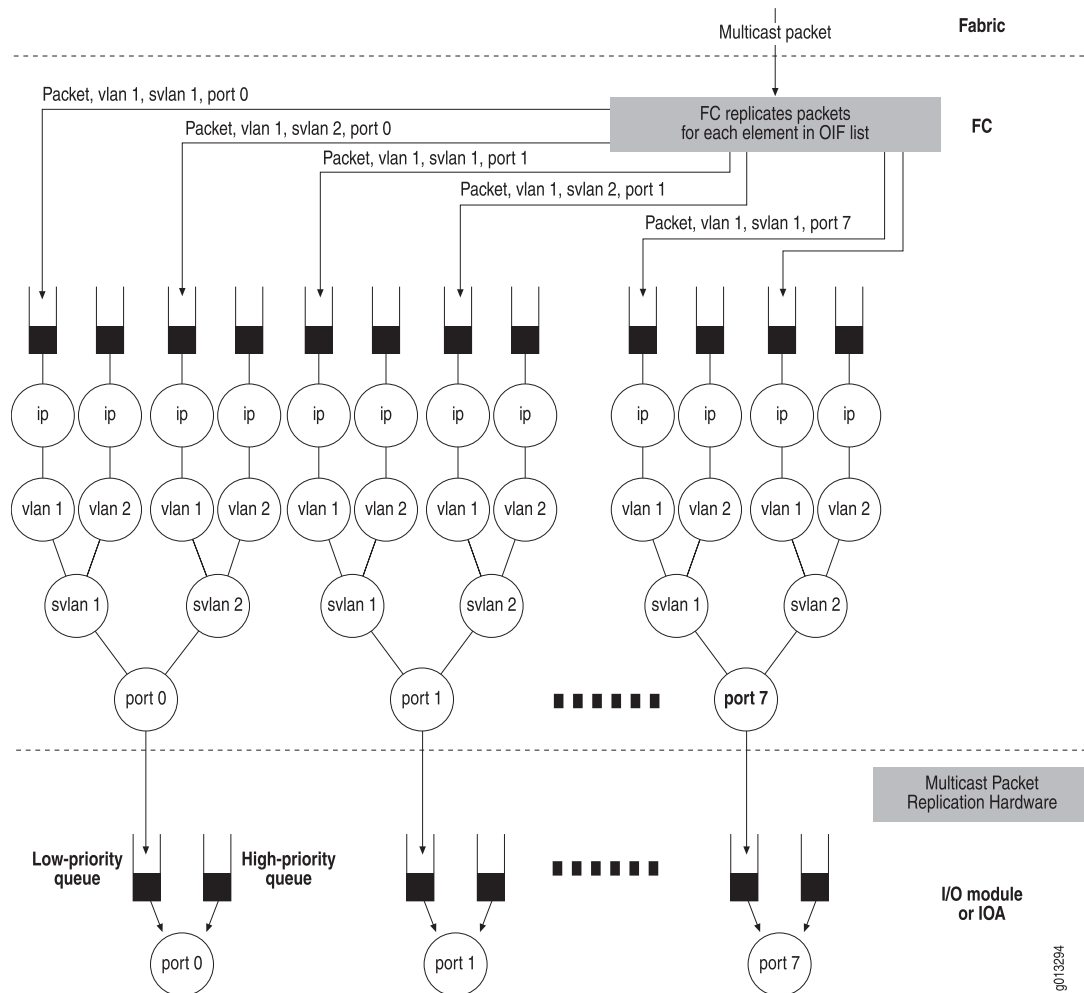 Multicast packet
Fabric
Packet, vlan 1, svlan 1, port 0
FC replicates packets
for each element in OIF list
FC
Packet, vlan 1, svlan 2, port 0
Packet, vlan 1, svlan 1, port 1
Packet, vlan 1, svlan 2, port 1
Packet, vlan 1, svlan 1, port 7
ip ip ip ip ip ip ip ip ip ip ip ip
vlan 1 vlan 2 vlan 1 vlan 2 vlan 1 vlan 2 vlan 1 vlan 2 vlan 1 vlan 2 vlan 1 vlan 2
svlan 1 svlan 2 svlan 1 svlan 2 svlan 1 svlan 2
port 0 port 1 port 7
Multicast Packet
Replication Hardware
Low-priority
queue
High-priority
queue
I/O module
or IOA
port 0 port 1 port 7
g013294